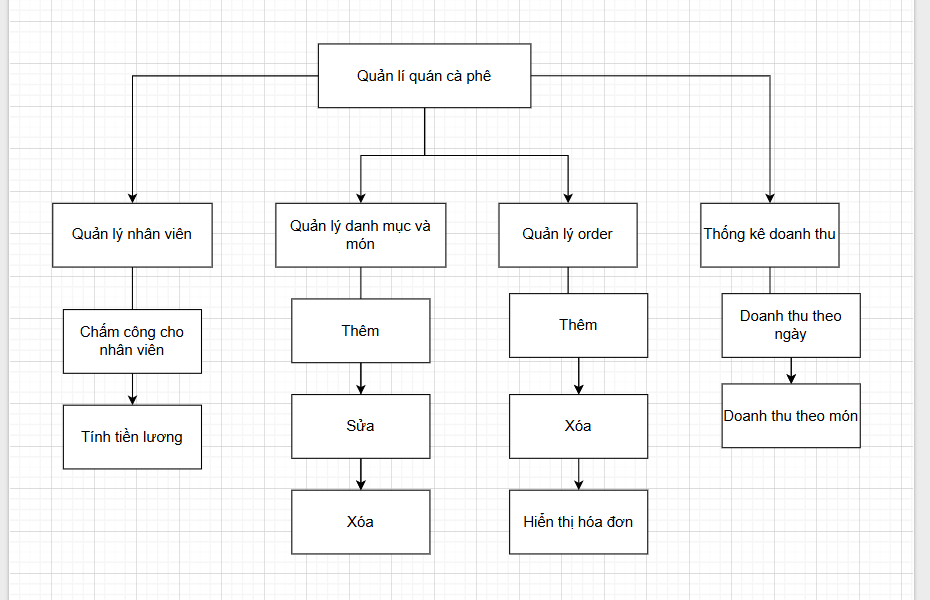 Quản lí quán cà phê
Quản lý nhân viên
Quản lý danh mục và
món
Quản lý order
Thống kê doanh thu
Chấm công cho
nhân viên
Tính tiền lương
Thêm
Sửa
Xóa
Thêm
Xóa
Hiển thị hóa đơn
Doanh thu theo
ngày
Doanh thu theo món